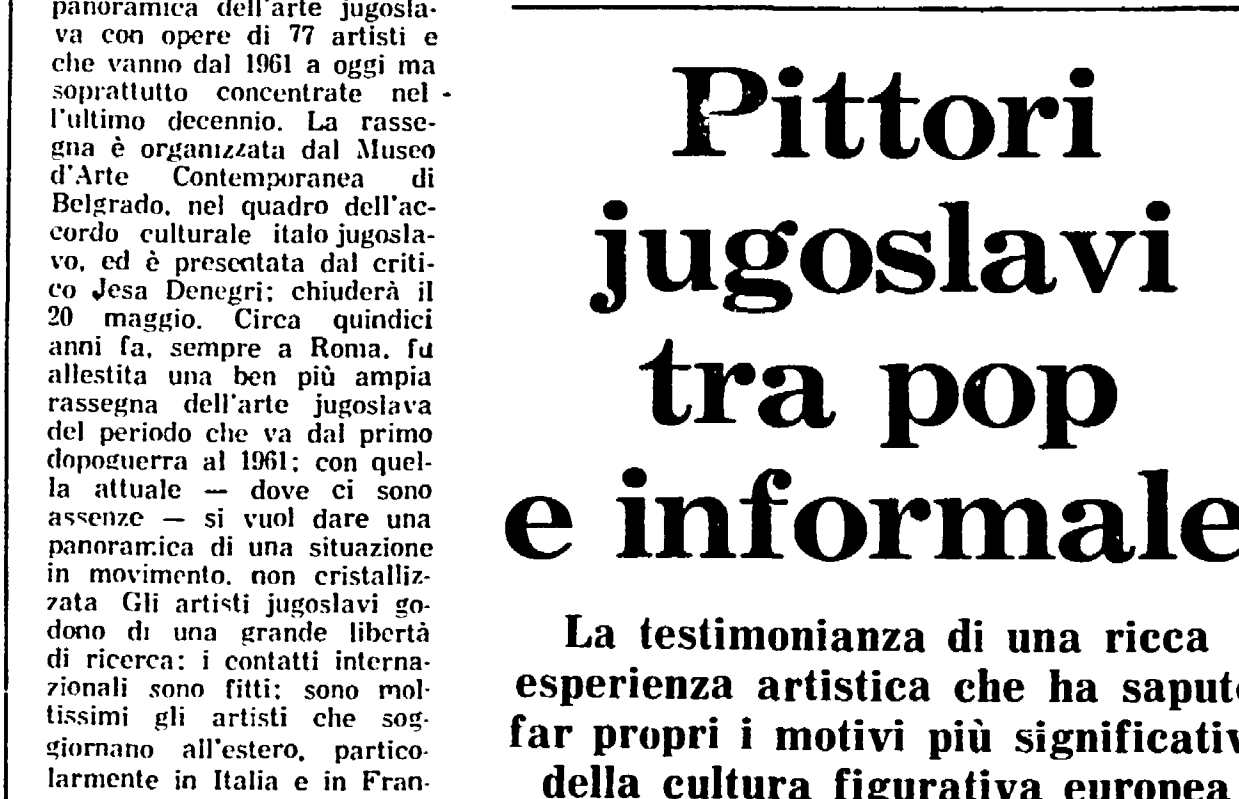 panoramica dell'arte jugosla-
va con opere di 77 artisti e
che vanno dal 1961 a oggi ma
soprattutto concentrate nel-
l'ultimo decennio. La rasse-
gna è organizzata dal Museo
d'Arte Contemporanea di
Belgrado, nel quadro dell'ac-
cordo culturale italo jugosla-
vo, ed è presentata dal criti-
co Jesa Denegri; chiuderà il
20 maggio. Circa quindici
anni fa, sempre a Roma, fu
allestita una ben più ampia
rassegna dell'arte jugoslava
del periodo che va dal primo
dopoguerra al 1961; con quel-
la attuale — dove ci sono
assenze — si vuol dare una
panoramica di una situazione
in movimento, non cristalliz-
zata Gli artisti jugoslavi go-
dono di una grande libertà
di ricerca: i contatti interna-
zionali sono fitti; sono mol-
tissimi gli artisti che sog-
giornano all'estero, partico-
larmente in Italia e in Fran-
Pittori
jugoslavi
tra pop
e informale
La testimonianza di una ricca
esperienza artistica che ha saputo
far propri i motivi più significativ
della cultura figurativa europea